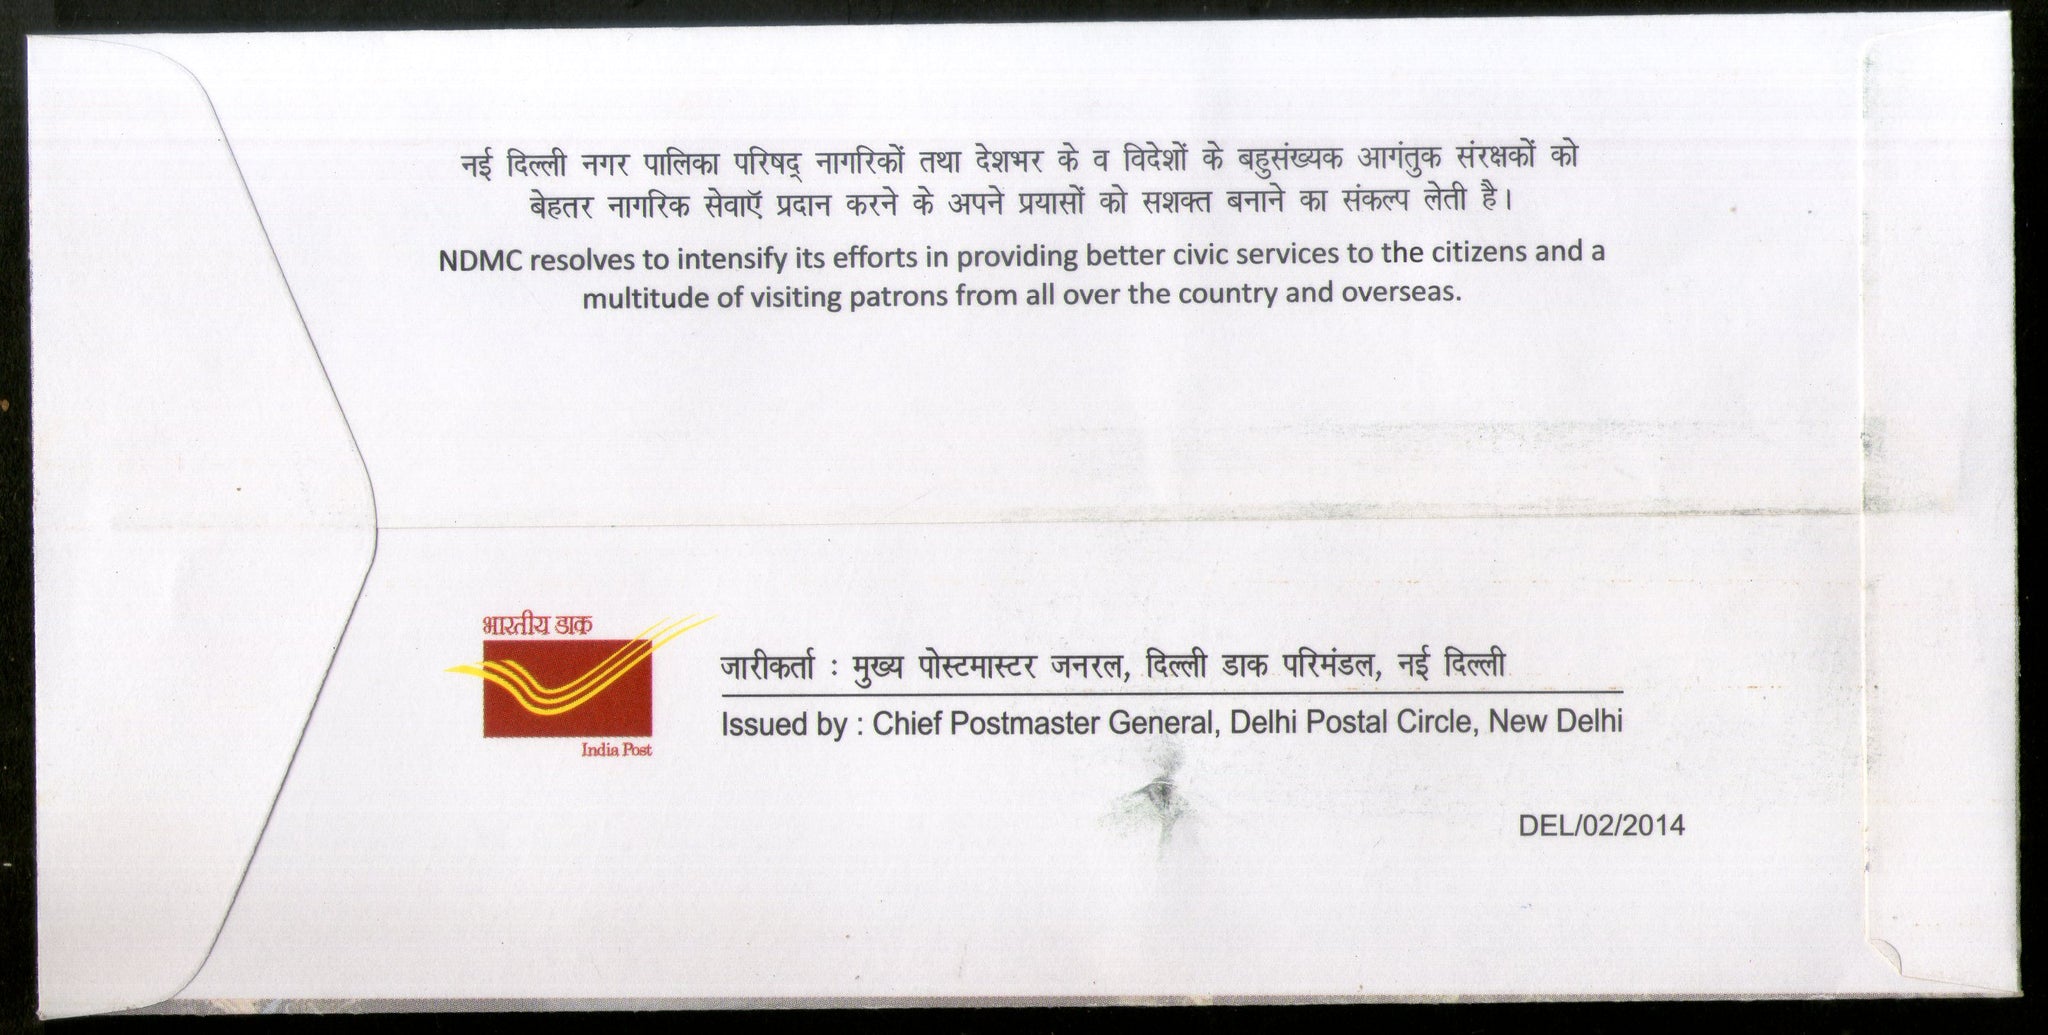 नई दिल्ली नगर पालिका परिषद् नागरिकों तथा देशभर के व विदेशों के बहुसंख्यक आगंतुक संरक्षकों को
बेहतर नागरिक सेवाएॅ प्रदान करने के अपने प्रयासों को सशक्त बनाने का संकल्प लेती है।
NDMC resolves to intensify its efforts in providing better civic services to the citizens and a
multitude of visiting patrons from all over the country and overseas.
भारतीय डाक
India Post
जारीकर्ता : मुख्य पोस्टमास्टर जनरल, दिल्ली डाक परिमंडल, नई दिल्ली
Issued by : Chief Postmaster General, Delhi Postal Circle, New Delhi
DEL/02/2014